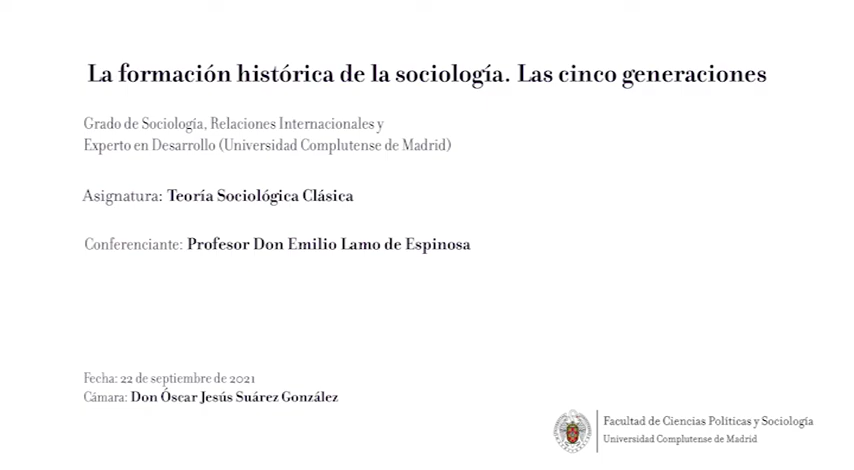 La formación histórica de la sociología. Las cinco generaciones
Grado de Sociología, Relaciones Internacionales y
Experto en Desarrollo (Universidad Complutense de Madrid)
Asignatura: Teoría Sociológica Clásica
Conferenciante: Profesor Don Emilio Lamo de Espinosa
Fecha: 22 de septiembre de 2021
Cámara: Don Óscar Jesús Suárez González
Facultad de Ciencias Políticas y Sociología
Universidad Complutense de Madrid